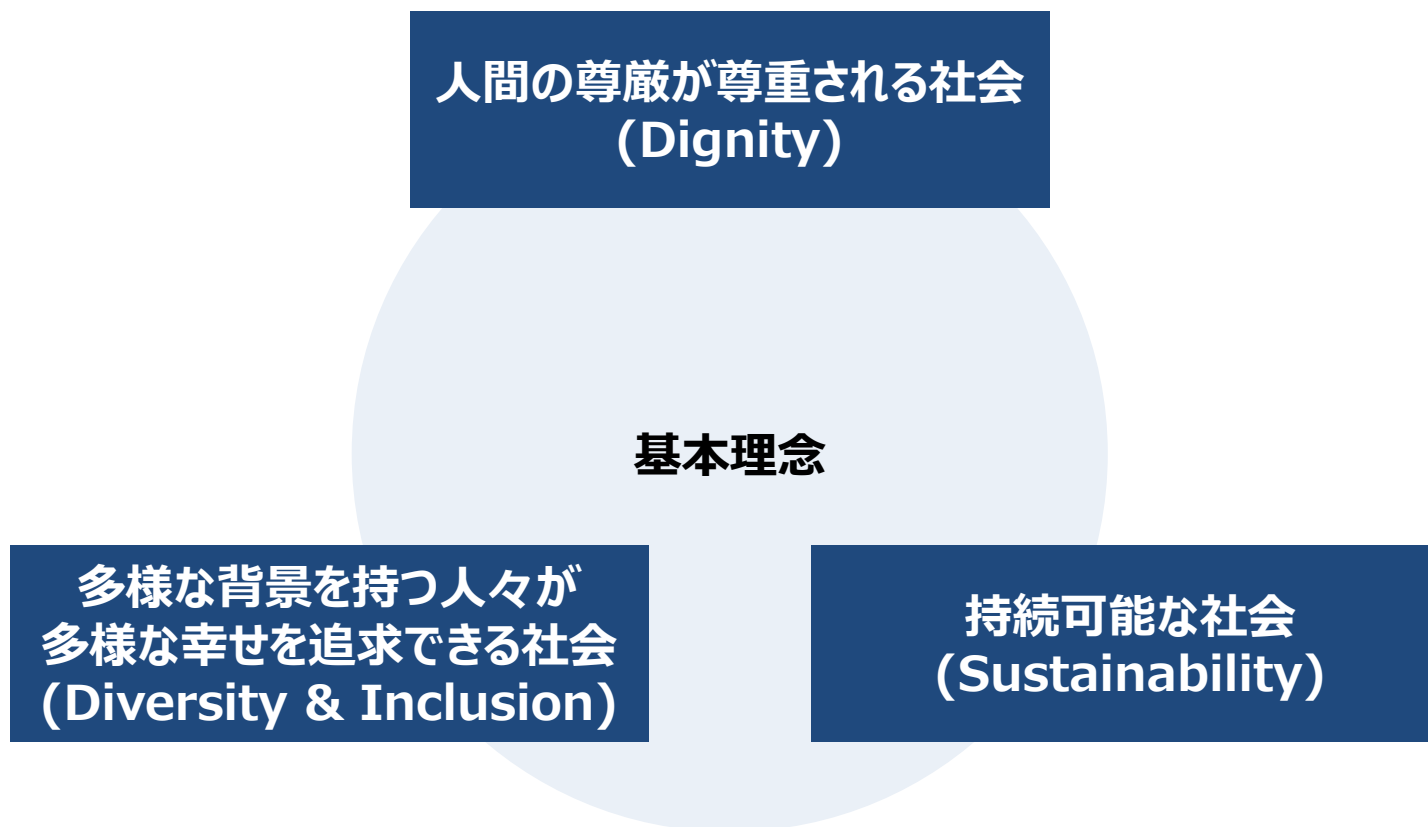 人間の尊厳が尊重される社会
(Dignity)
基本理念
多様な背景を持つ人々が
多様な幸せを追求できる社会
(Diversity & Inclusion)
持続可能な社会
(Sustainability)